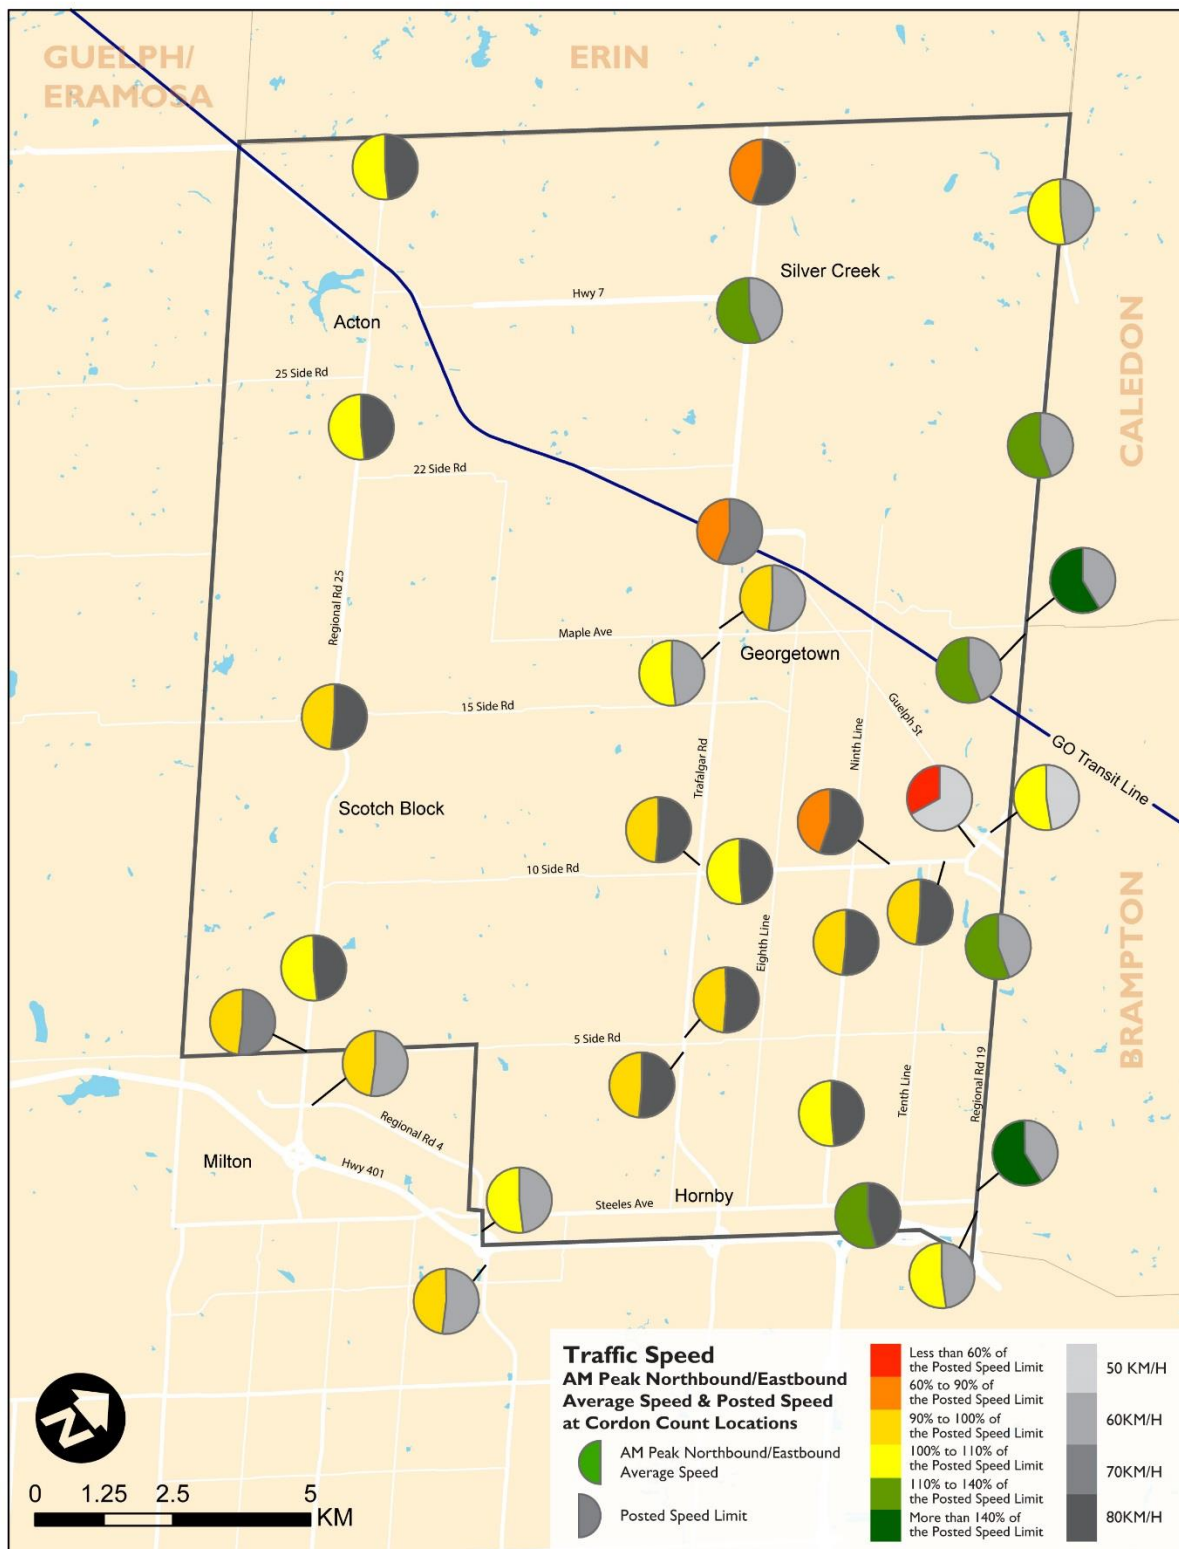 GUELPH/
ERAMOSA
ERIN
Silver Creek
Hwy 7
Acton
CALEDON
25 Side Rd
22 Side Rd
Regional Rd 25
Maple Ave
Georgetown
15 Side Rd
Guelph St
Trafalgar Rd
Ninth Line
GO Transit Line
Scotch Block
10 Side Rd
Eighth Line
BRAMPTON
5 Side Rd
Tenth Line
Regional Rd 19
Regional Rd 4
Milton
Hwy 401
Hornby
Steeles Ave
Traffic Speed
AM Peak Northbound/Eastbound
Average Speed & Posted Speed
at Cordon Count Locations
AM Peak Northbound/Eastbound
Average Speed
Posted Speed Limit
Less than 60% of
the Posted Speed Limit
60% to 90% of
the Posted Speed Limit
90% to 100% of
the Posted Speed Limit
100% to 110% of
the Posted Speed Limit
110% to 140% of
the Posted Speed Limit
More than 140% of
the Posted Speed Limit
50 KM/H
60KM/H
70KM/H
80KM/H
N
0 1.25 2.5 5
KM